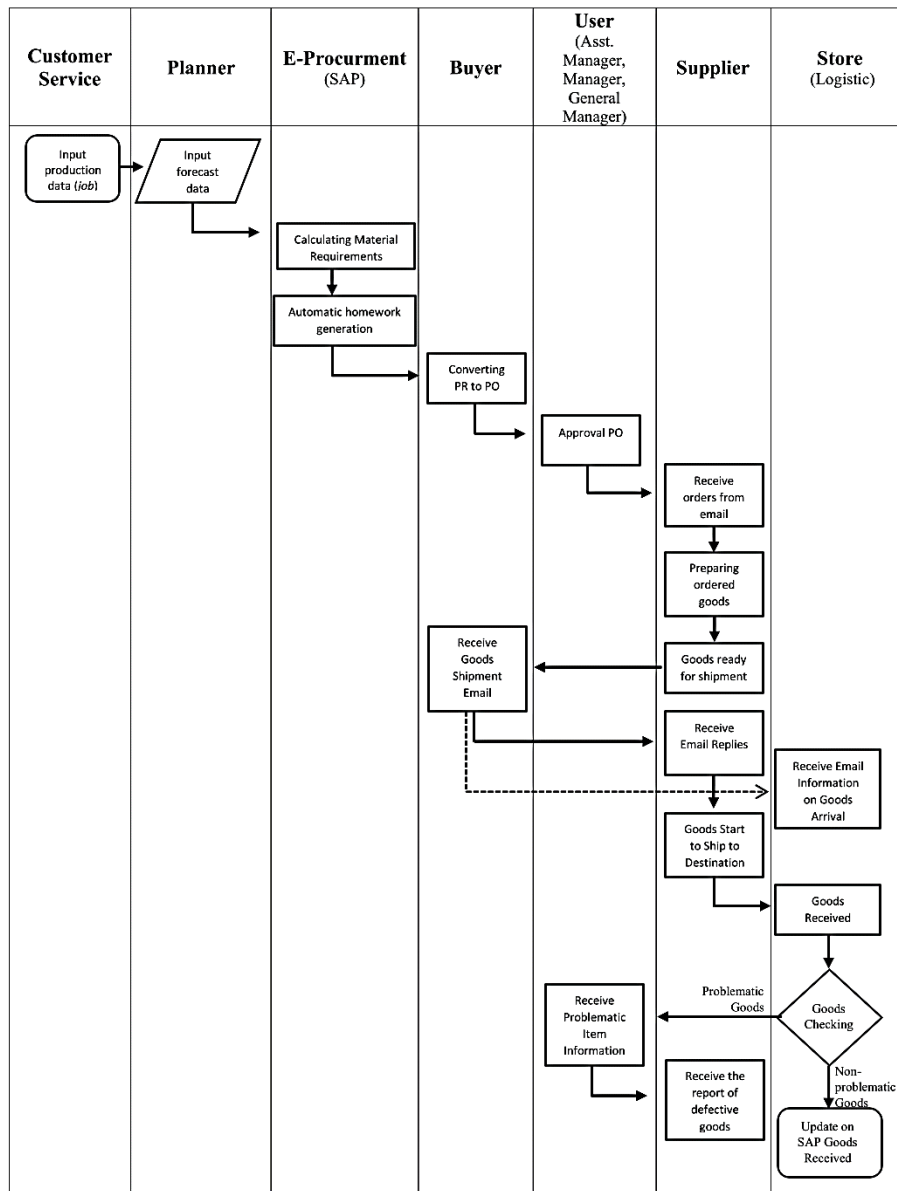 Customer
Service
Planner
E-Procurment
(SAP)
Buyer
User
(Asst.
Manager,
Manager,
General
Manager)
Supplier
Store
(Logistic)
Input
production
data (job)
Input
forecast
data
Calculating Material
Requirements
Automatic homework
generation
Converting
PR to PO
Approval PO
Receive
orders from
email
Preparing
ordered
goods
Receive
Goods
Shipment
Email
Goods ready
for shipment
Receive
Email Replies
Receive Email
Information
on Goods
Arrival
Goods Start
to Ship to
Destination
Goods
Received
Problematic
Goods
Goods
Checking
Receive
Problematic
Item
Information
Non-
problematic
Goods
Receive the
report of
defective
goods
Update on
SAP Goods
Received